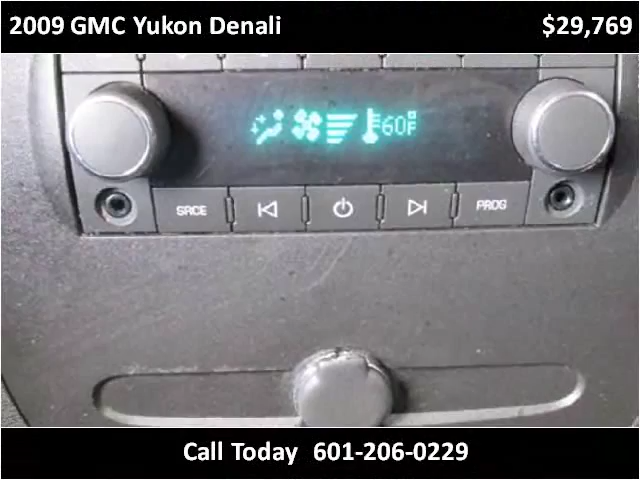 2009 GMC Yukon Denali $29,769
60°F
SRCE PROG
Call Today 601-206-0229